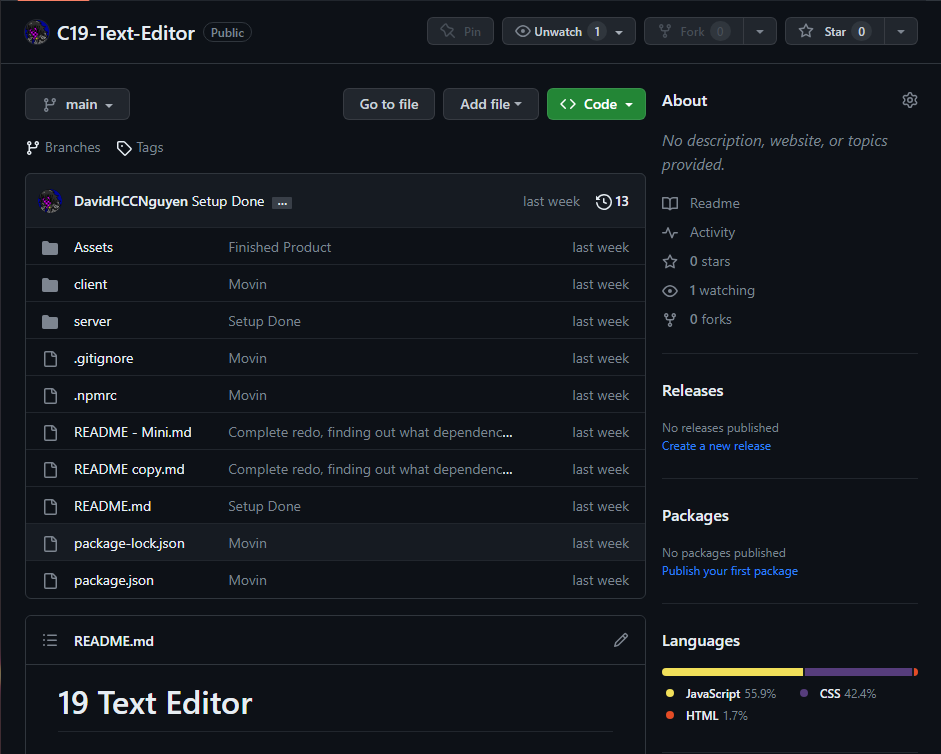 C19-Text-Editor Public Pin Unwatch 1 Fork 0 Star 0
main Go to file Add file Code
Branches Tags
DavidHCCNguyen Setup Done ... last week 13
Assets Finished Product last week
client Movin last week
server Setup Done last week
.gitignore Movin last week
.npmrc Movin last week
README - Mini.md Complete redo, finding out what dependenc... last week
README copy.md Complete redo, finding out what dependenc... last week
README.md Setup Done last week
package-lock.json Movin last week
package.json Movin last week
README.md
19 Text Editor
About
No description, website, or topics
provided.
Readme
Activity
0 stars
1 watching
0 forks
Releases
No releases published
Create a new release
Packages
No packages published
Publish your first package
Languages
JavaScript 55.9% CSS 42.4%
HTML 1.7%